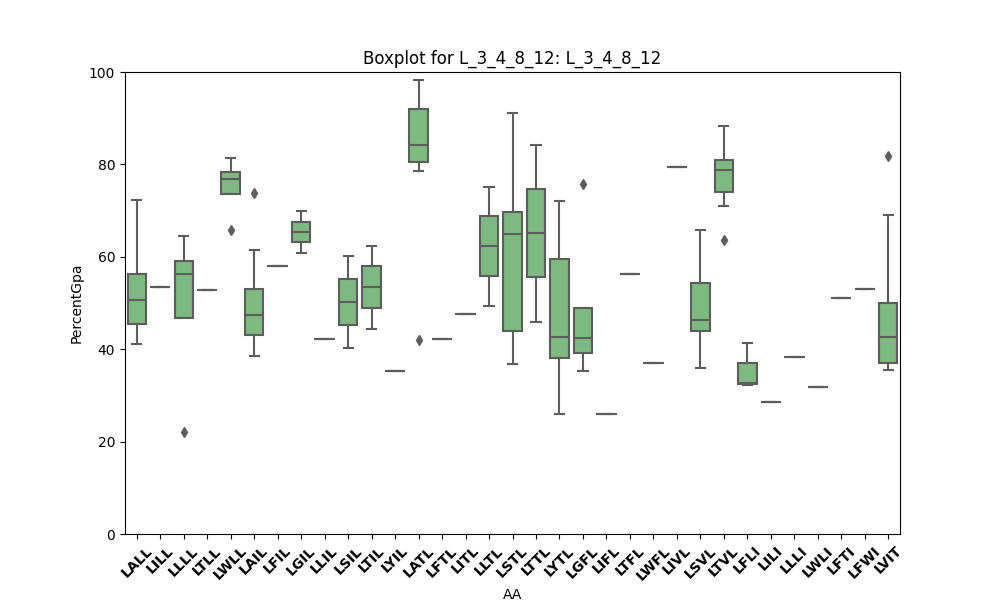 Boxplot for L_3_4_8_12: L_3_4_8_12
100
80
60
40
20
0
PercentGpa
LALL LILL LLLL LTLL LWLL LAIL LFIL LGIL LLIL LSIL LTIL LYIL LATL LFTL LITL LLTL LSTL LTTL LYTL LGFL LIFL LTFL LWFL LIVL LSVL LTVL LFLI LILI LLLI LWLI LFTI LFWI LVIT
AA